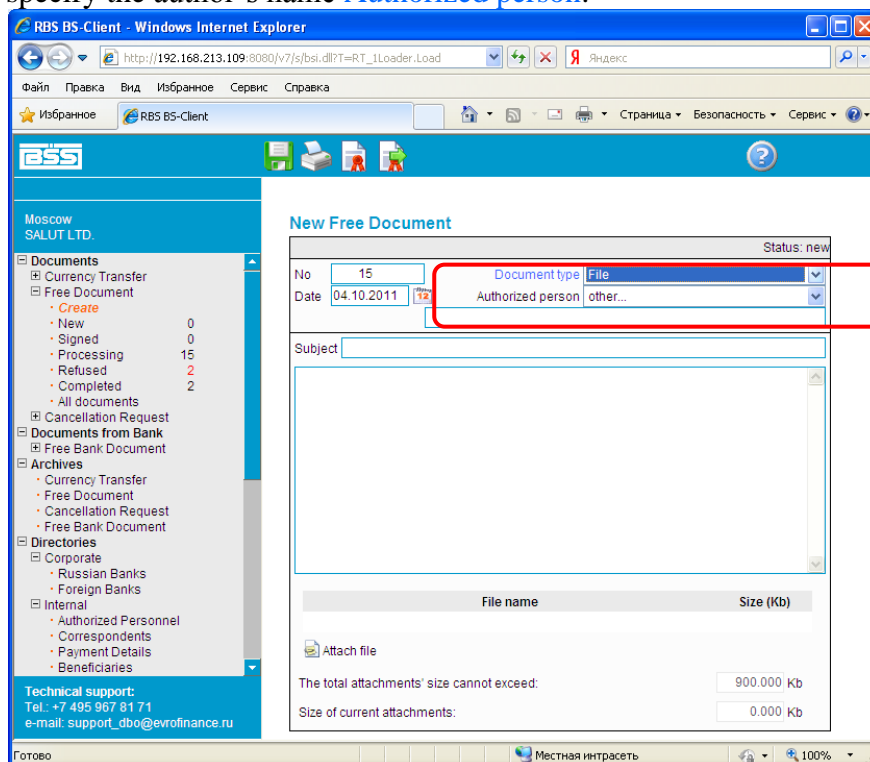 specify the author's name Authorized person.
RBS BS-Client - Windows Internet Explorer
http://192.168.213.109:8080/v7/s/bsi.dll?T=RT_1Loader.Load
Я Яндекс
Файл Правка Вид Избранное Сервис Справка
Избранное RBS BS-Client Страница Безопасность Сервис
BSS
Moscow
SALUT LTD.
Documents
Currency Transfer
Free Document
Create
New 0
Signed 0
Processing 15
Refused 2
Completed 2
All documents
Cancellation Request
Documents from Bank
Free Bank Document
Archives
Currency Transfer
Free Document
Cancellation Request
Free Bank Document
Directories
Corporate
Russian Banks
Foreign Banks
Internal
Authorized Personnel
Correspondents
Payment Details
Beneficiaries
Technical support:
Tel.: +7 495 967 81 71
e-mail: support_dbo@evrofinance.ru
New Free Document
Status: new
No 15 Document type File
Date 04.10.2011 12 Authorized person other...
Subject
File name Size (Kb)
Attach file
The total attachments' size cannot exceed: 900.000 Kb
Size of current attachments: 0.000 Kb
Готово Местная интрасеть 100%